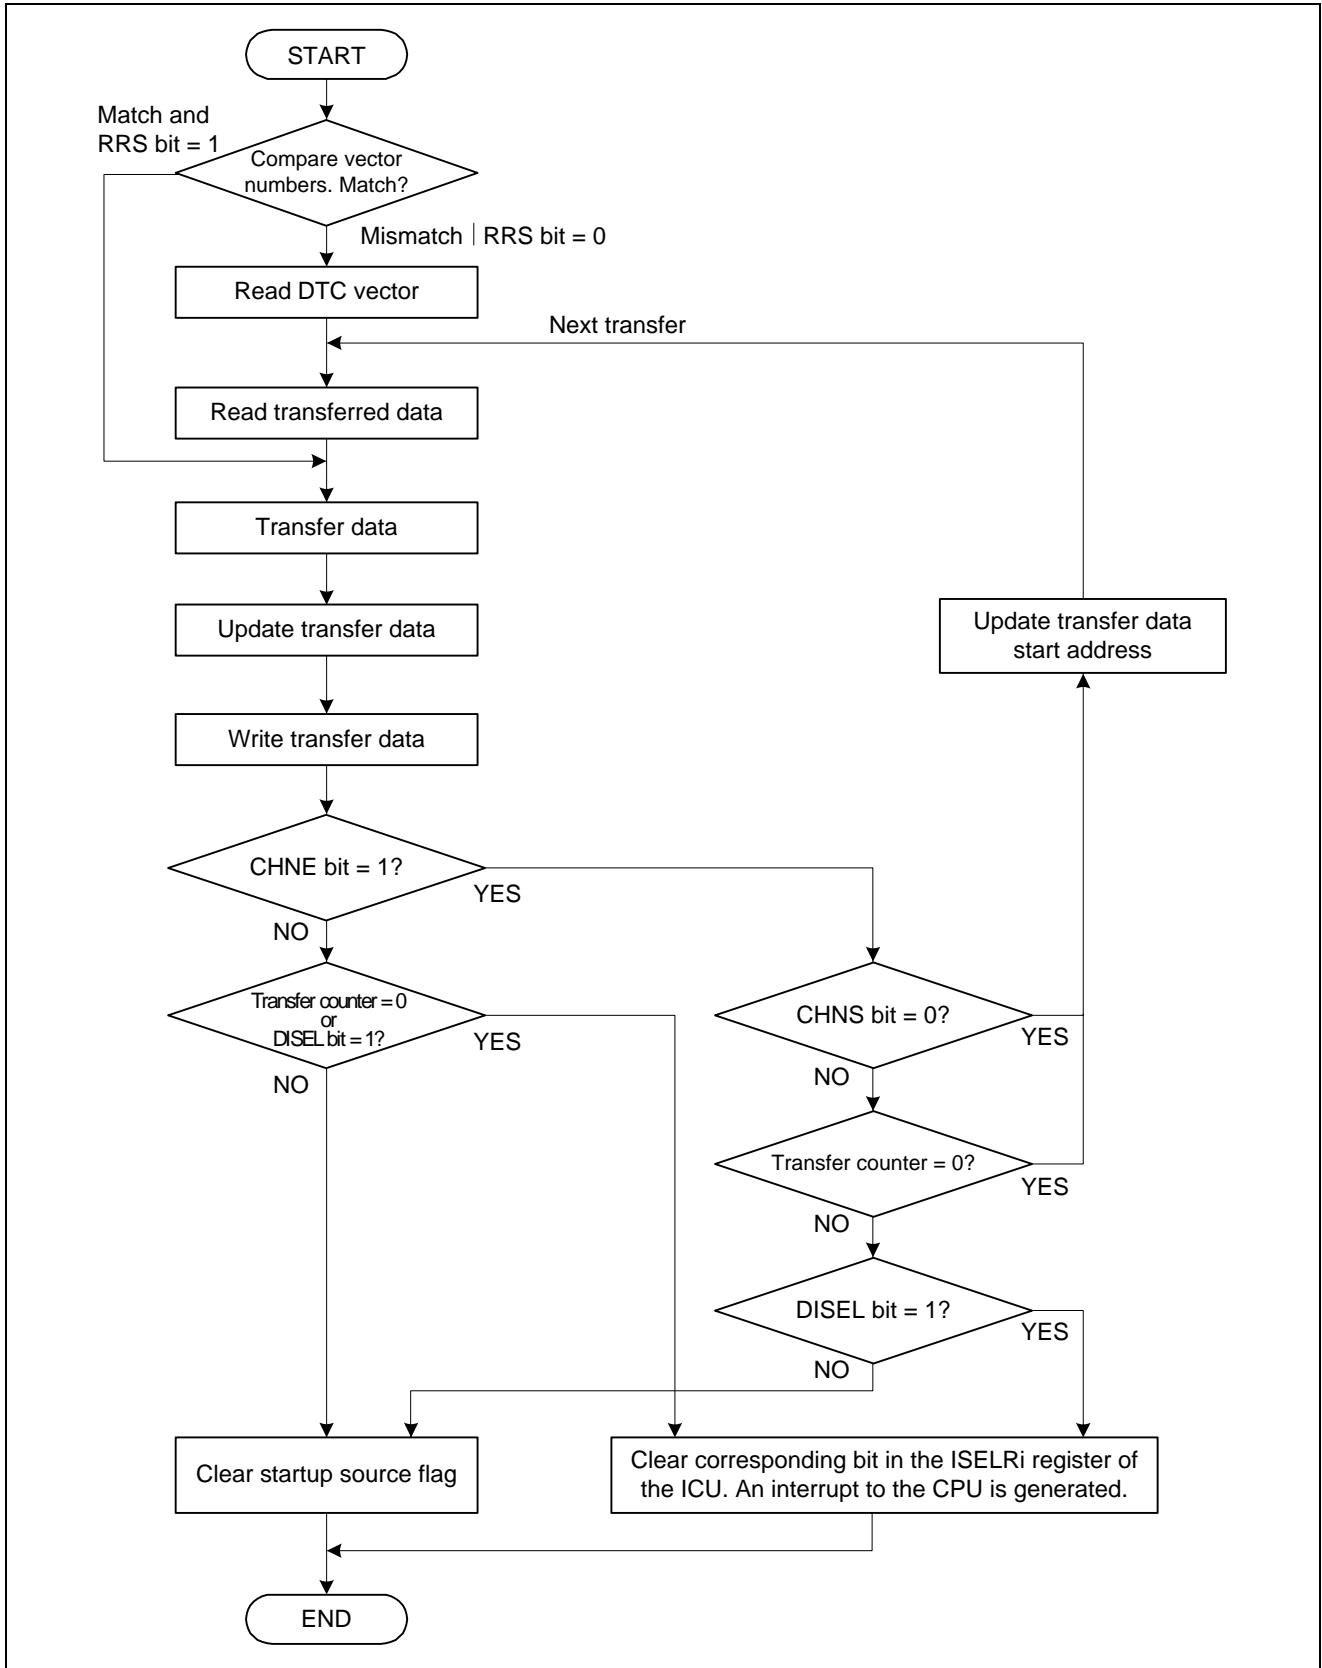 START
Match and
RRS bit = 1
Compare vector
numbers. Match?
Mismatch | RRS bit = 0
Read DTC vector
Next transfer
Read transferred data
Transfer data
Update transfer data
Update transfer data
start address
Write transfer data
CHNE bit = 1?
YES
NO
Transfer counter = 0
or
DISEL bit = 1?
YES
NO
CHNS bit = 0?
YES
NO
Transfer counter = 0?
YES
NO
DISEL bit = 1?
YES
NO
Clear startup source flag
Clear corresponding bit in the ISELRi register of
the ICU. An interrupt to the CPU is generated.
END